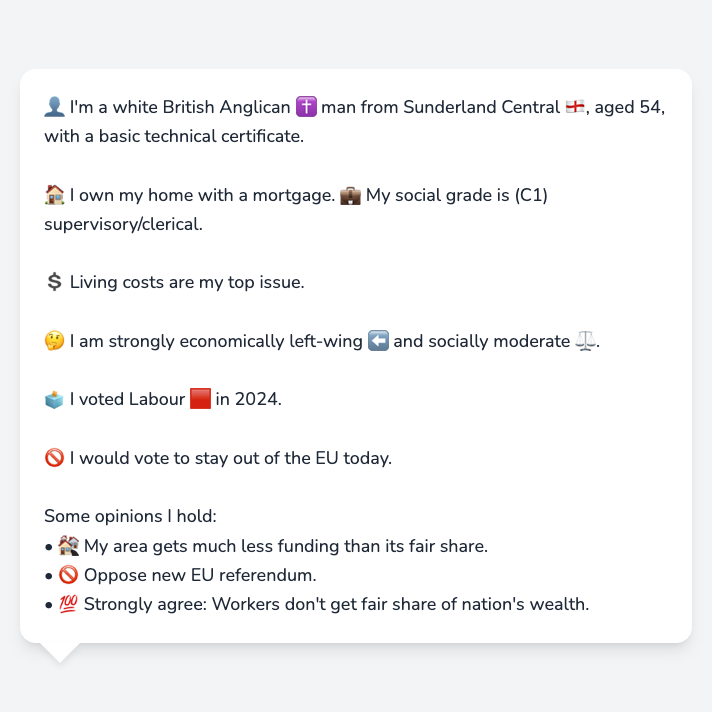 👤 I'm a white British Anglican ✝️ man from Sunderland Central 🏴󠁧󠁢󠁥󠁮󠁧󠁿, aged 54,
with a basic technical certificate.
🏠 I own my home with a mortgage. 💼 My social grade is (C1)
supervisory/clerical.
💲 Living costs are my top issue.
🤔 I am strongly economically left-wing ⬅️ and socially moderate ⚖️.
🗳️ I voted Labour 🟥 in 2024.
🚫 I would vote to stay out of the EU today.
Some opinions I hold:
• 🏘️ My area gets much less funding than its fair share.
• 🚫 Oppose new EU referendum.
• 💯 Strongly agree: Workers don't get fair share of nation's wealth.